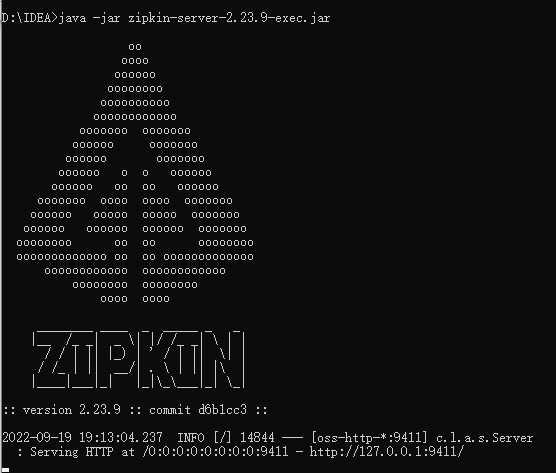 D:\IDEA>java -jar zipkin-server-2.23.9-exec.jar
oo
oooo
oooooo
oooooooo
oooooooooo
oooooooooooo
ooooooo  ooooooo
oooooo     ooooooo
oooooo       oooooo
oooooo   o  o   oooooo
oooooo   oo  oo   oooooo
ooooooo  oooo  oooo  ooooooo
oooooo   ooooo  ooooo  ooooooo
oooooo   oooooo  oooooo  ooooooo
oooooooo      oo  oo      oooooooo
ooooooooooooo oo  oo ooooooooooooo
oooooooooooo  oooooooooooo
oooooooo  oooooooo
oooo  oooo
ZIPKIN
:: version 2.23.9 :: commit d6b1cc3 ::
2022-09-19 19:13:04.237  INFO [/] 14844 --- [oss-http-*:9411] c.l.a.s.Server
  : Serving HTTP at /0:0:0:0:0:0:0:0:9411 - http://127.0.0.1:9411/